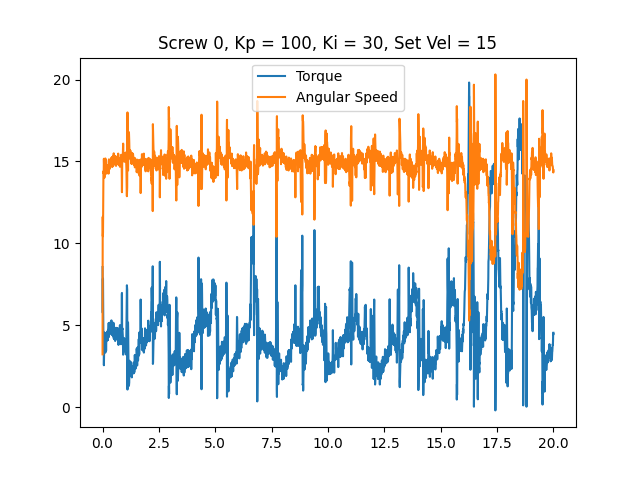 Screw 0, Kp = 100, Ki = 30, Set Vel = 15
Torque
Angular Speed
20
15
10
5
0
0.0 2.5 5.0 7.5 10.0 12.5 15.0 17.5 20.0